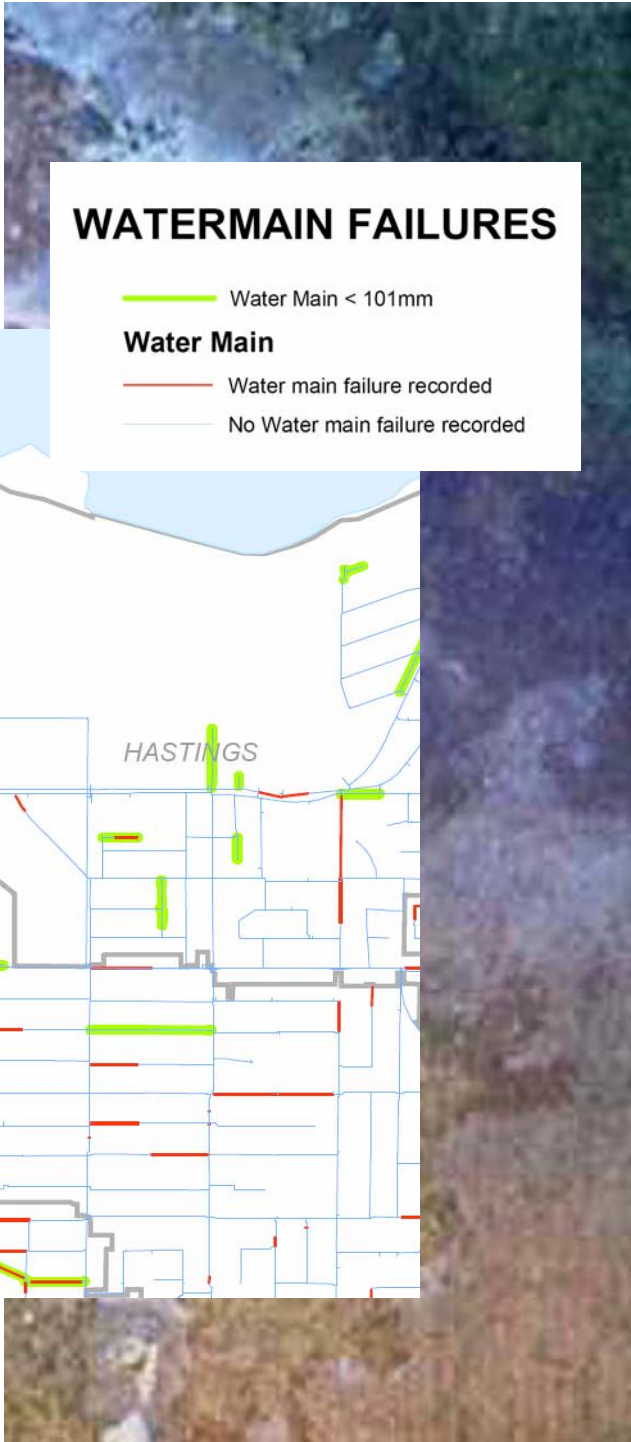 WATERMAIN FAILURES
Water Main < 101mm
Water Main
Water main failure recorded
No Water main failure recorded
HASTINGS